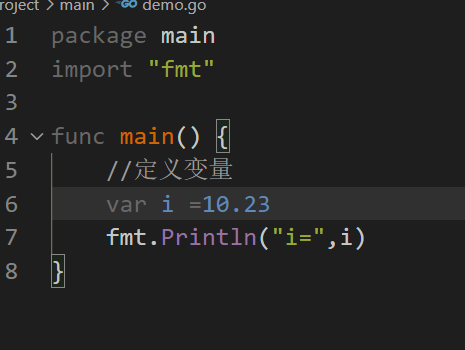 roject > main > GO demo.go
1 package main
2 import "fmt"
3
4 func main() {
5 //定义变量
6 var i =10.23
7 fmt.Println("i=",i)
8 }